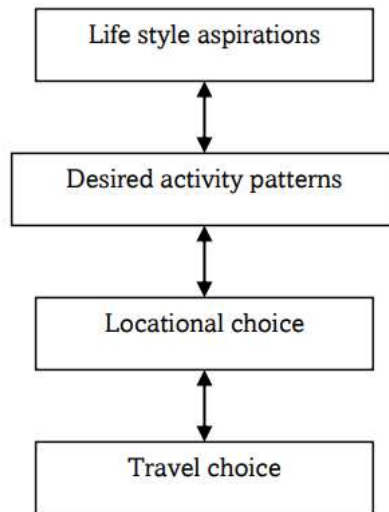 Life style aspirations
Desired activity patterns
Locational choice
Travel choice